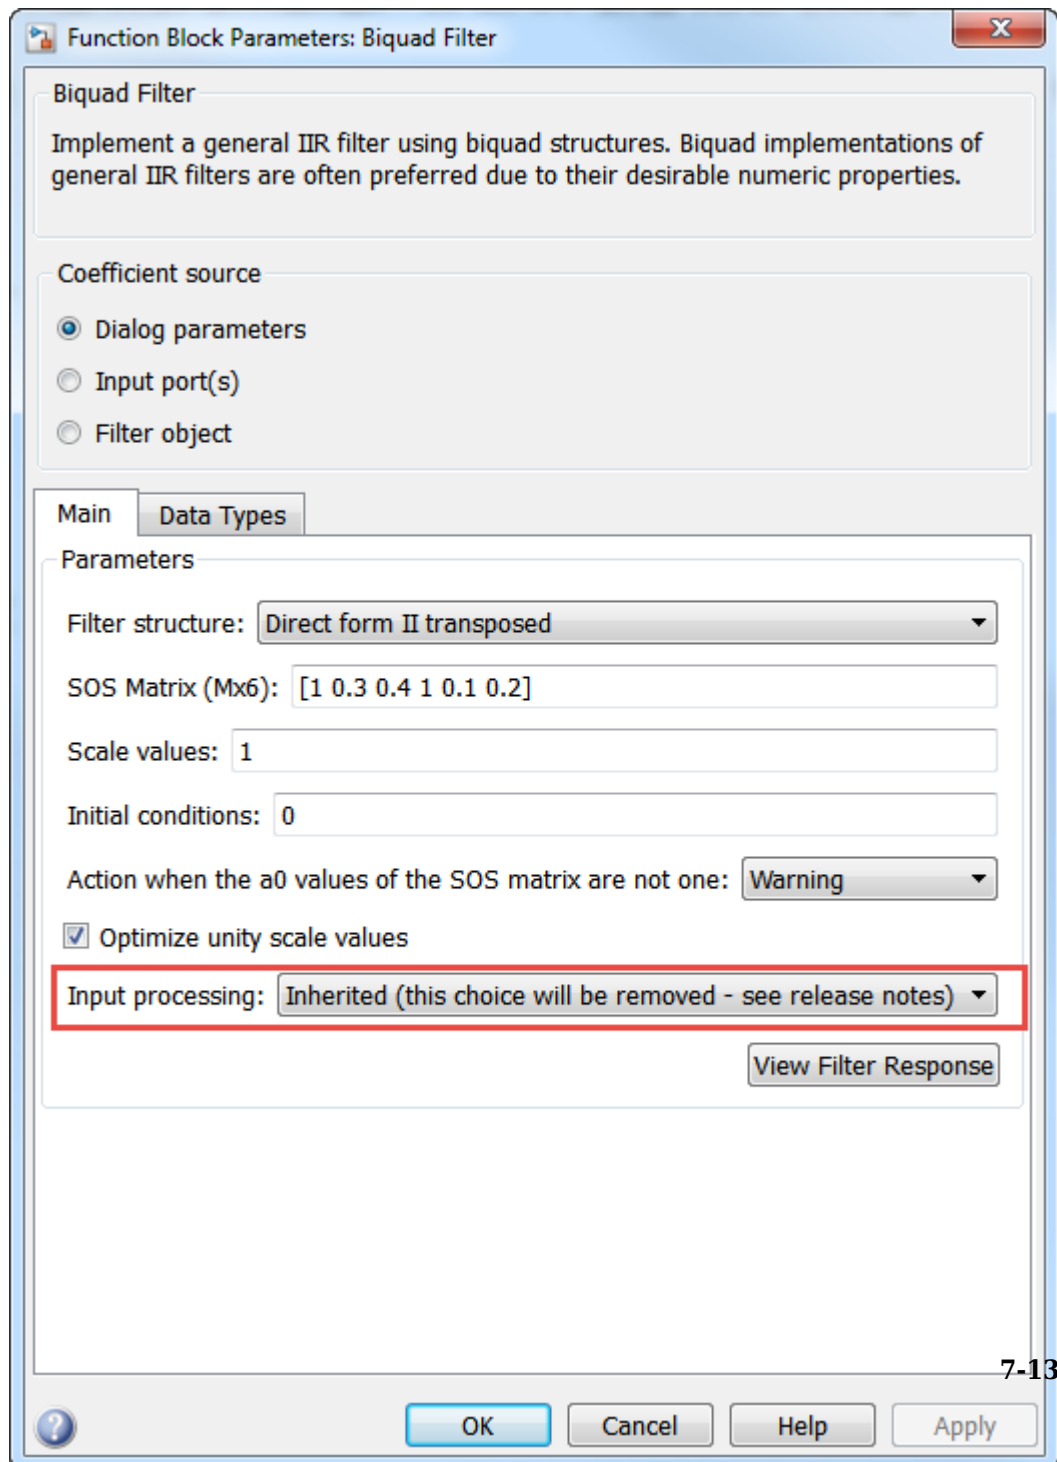 Function Block Parameters: Biquad Filter
X
Biquad Filter
Implement a general IIR filter using biquad structures. Biquad implementations of
general IIR filters are often preferred due to their desirable numeric properties.
Coefficient source
Dialog parameters
Input port(s)
Filter object
Main Data Types
Parameters
Filter structure: Direct form II transposed
SOS Matrix (Mx6): [1 0.3 0.4 1 0.1 0.2]
Scale values: 1
Initial conditions: 0
Action when the a0 values of the SOS matrix are not one: Warning
Optimize unity scale values
Input processing: Inherited (this choice will be removed - see release notes)
View Filter Response
7-13
? OK Cancel Help Apply